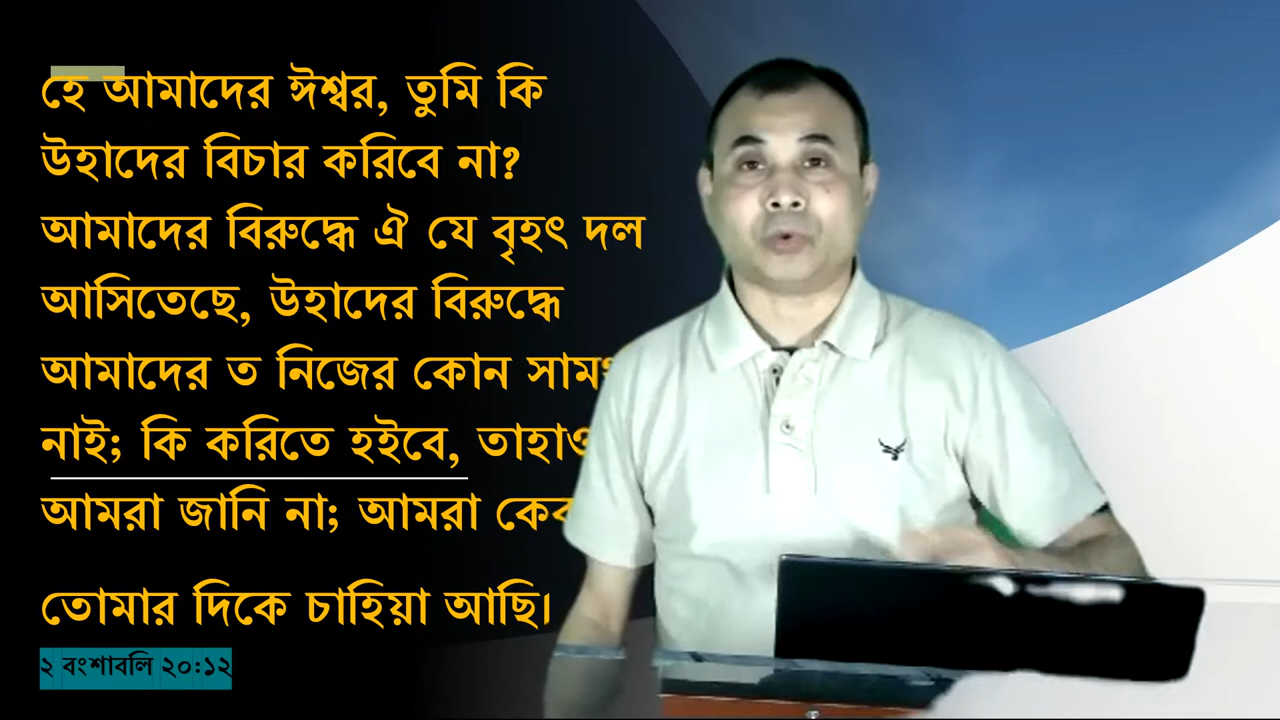 হে আমাদের ঈশ্বর, তুমি কি
উহাদের বিচার করিবে না?
আমাদের বিরুদ্ধে ঐ যে বৃহৎ দল
আসিতেছে, উহাদের বিরুদ্ধে
আমাদের ত নিজের কোন
নাই; কি করিতে হইবে, তাহাও
আমরা জানি না; আমরা
তোমার দিকে চাহিয়া আছি।
২ বংশাবলি ২০:১২